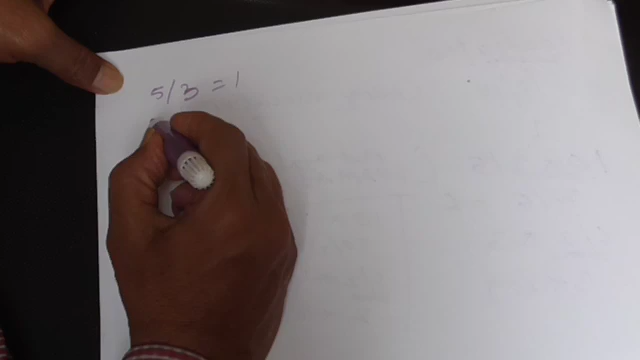 5/3 = 1